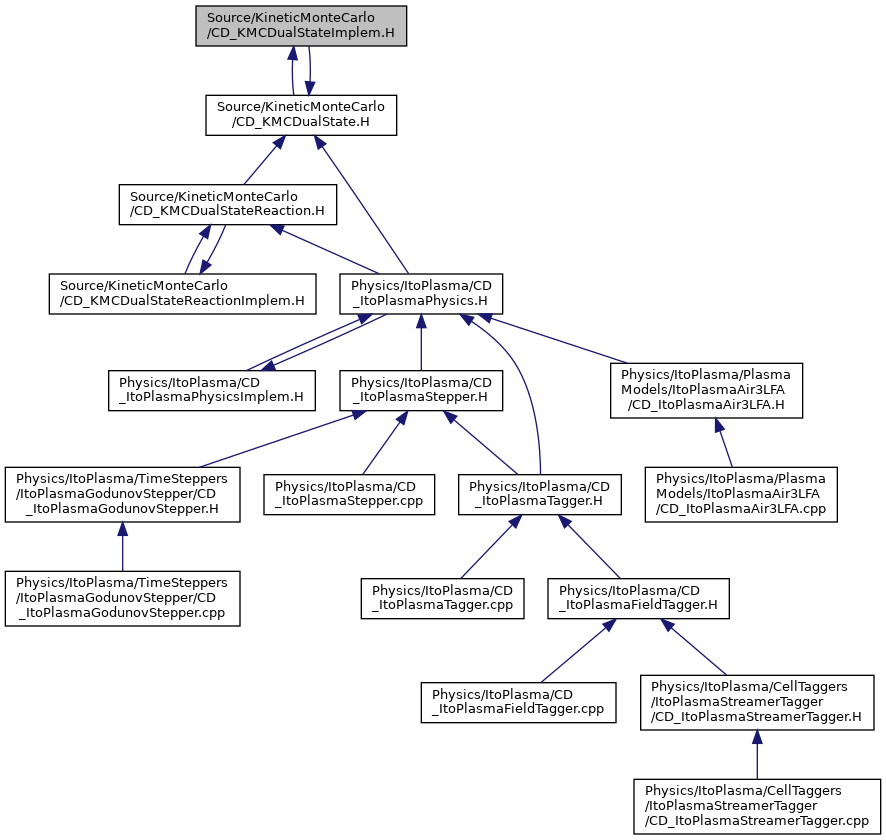 Source/KineticMonteCarlo
/CD_KMCDualStateImplem.H
Source/KineticMonteCarlo
/CD_KMCDualState.H
Source/KineticMonteCarlo
/CD_KMCDualStateReaction.H
Source/KineticMonteCarlo
/CD_KMCDualStateReactionImplem.H
Physics/ItoPlasma/CD
_ItoPlasmaPhysics.H
Physics/ItoPlasma/CD
_ItoPlasmaPhysicsImplem.H
Physics/ItoPlasma/CD
_ItoPlasmaStepper.H
Physics/ItoPlasma/Plasma
Models/ItoPlasmaAir3LFA
/CD_ItoPlasmaAir3LFA.H
Physics/ItoPlasma/TimeSteppers
/ItoPlasmaGodunovStepper/CD
_ItoPlasmaGodunovStepper.H
Physics/ItoPlasma/CD
_ItoPlasmaStepper.cpp
Physics/ItoPlasma/CD
_ItoPlasmaTagger.H
Physics/ItoPlasma/Plasma
Models/ItoPlasmaAir3LFA
/CD_ItoPlasmaAir3LFA.cpp
Physics/ItoPlasma/TimeSteppers
/ItoPlasmaGodunovStepper/CD
_ItoPlasmaGodunovStepper.cpp
Physics/ItoPlasma/CD
_ItoPlasmaTagger.cpp
Physics/ItoPlasma/CD
_ItoPlasmaFieldTagger.H
Physics/ItoPlasma/CD
_ItoPlasmaFieldTagger.cpp
Physics/ItoPlasma/CellTaggers
/ItoPlasmaStreamerTagger
/CD_ItoPlasmaStreamerTagger.H
Physics/ItoPlasma/CellTaggers
/ItoPlasmaStreamerTagger
/CD_ItoPlasmaStreamerTagger.cpp